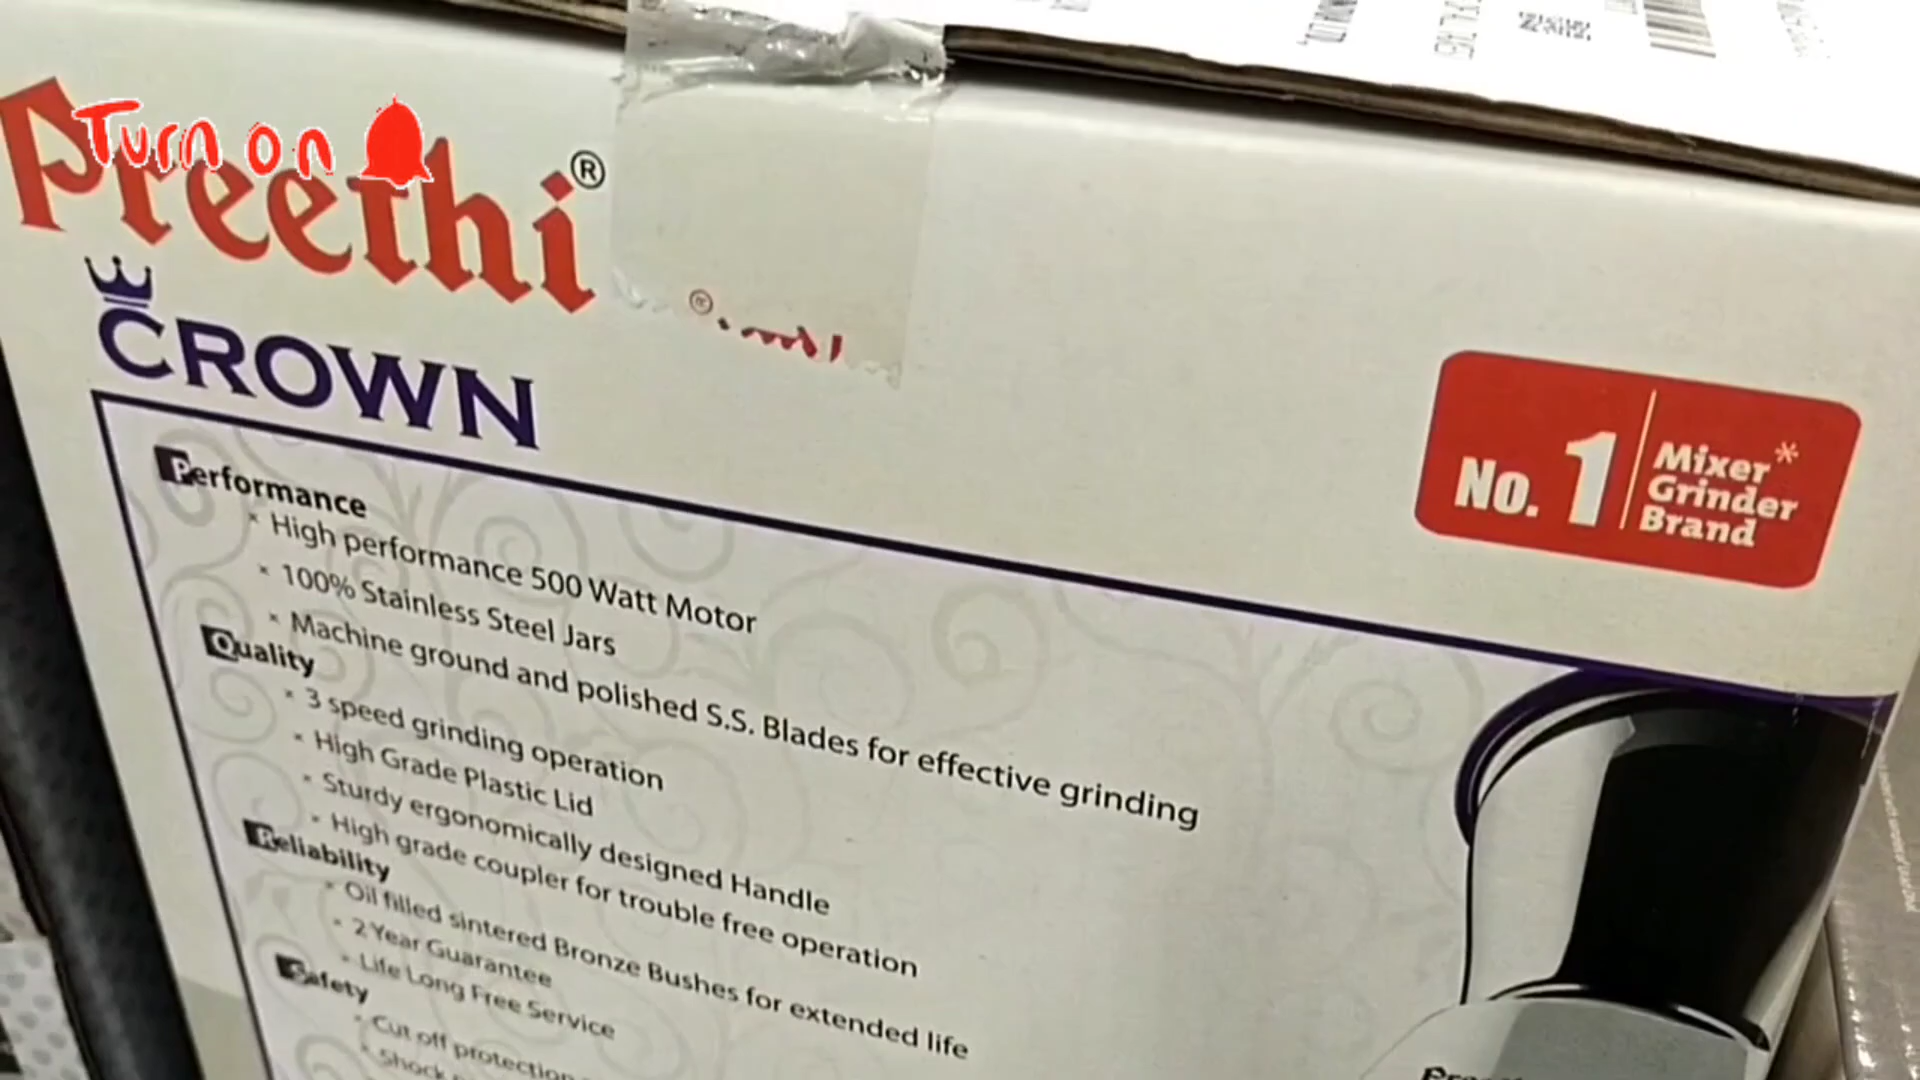 Turn on
Preethi®
CROWN
No. 1 Mixer*
Grinder
Brand
Performance
* High performance 500 Watt Motor
* 100% Stainless Steel Jars
* Machine ground and polished S.S. Blades for effective grinding
Quality
* 3 speed grinding operation
* High Grade Plastic Lid
* Sturdy ergonomically designed Handle
* High grade coupler for trouble free operation
Reliability
* Oil filled sintered Bronze Bushes for extended life
* 2 Year Guarantee
* Life Long Free Service
Safety
* Cut off protection
* Shock